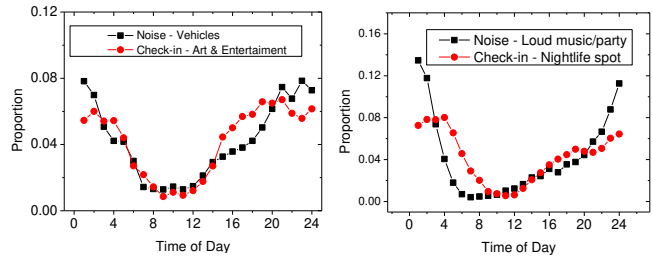 Noise - Vehicles
Check-in - Art & Entertaiment
0.12
0.08
0.04
0.00
Proportion
0 4 8 12 16 20 24
Time of Day
Noise - Loud music/party
Check-in - Nightlife spot
0.16
0.12
0.08
0.04
0.00
Proportion
0 4 8 12 16 20 24
Time of Day